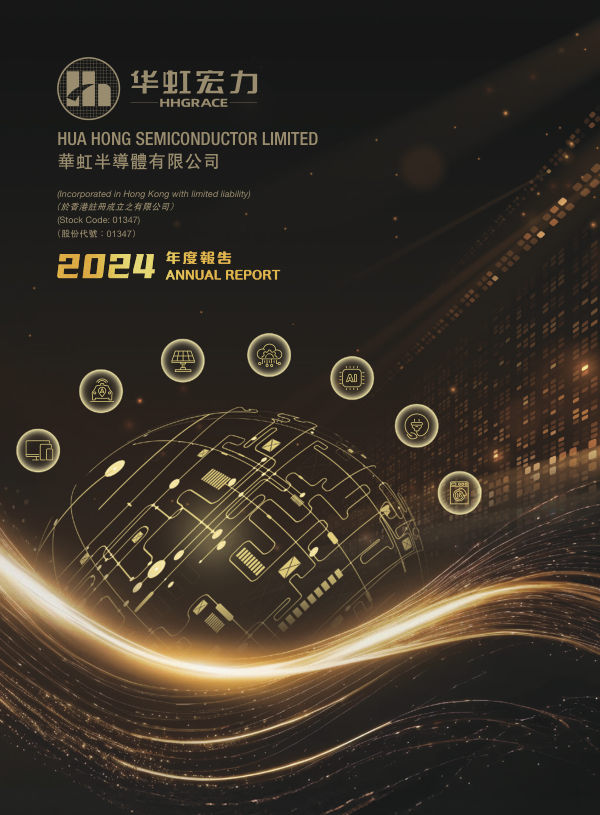 华虹宏力
HHGRACE
HUA HONG SEMICONDUCTOR LIMITED
華虹半導體有限公司
(Incorporated in Hong Kong with limited liability)
（於香港註冊成立之有限公司）
(Stock Code: 01347)
（股份代號：01347）
2024 年度報告
ANNUAL REPORT
AI